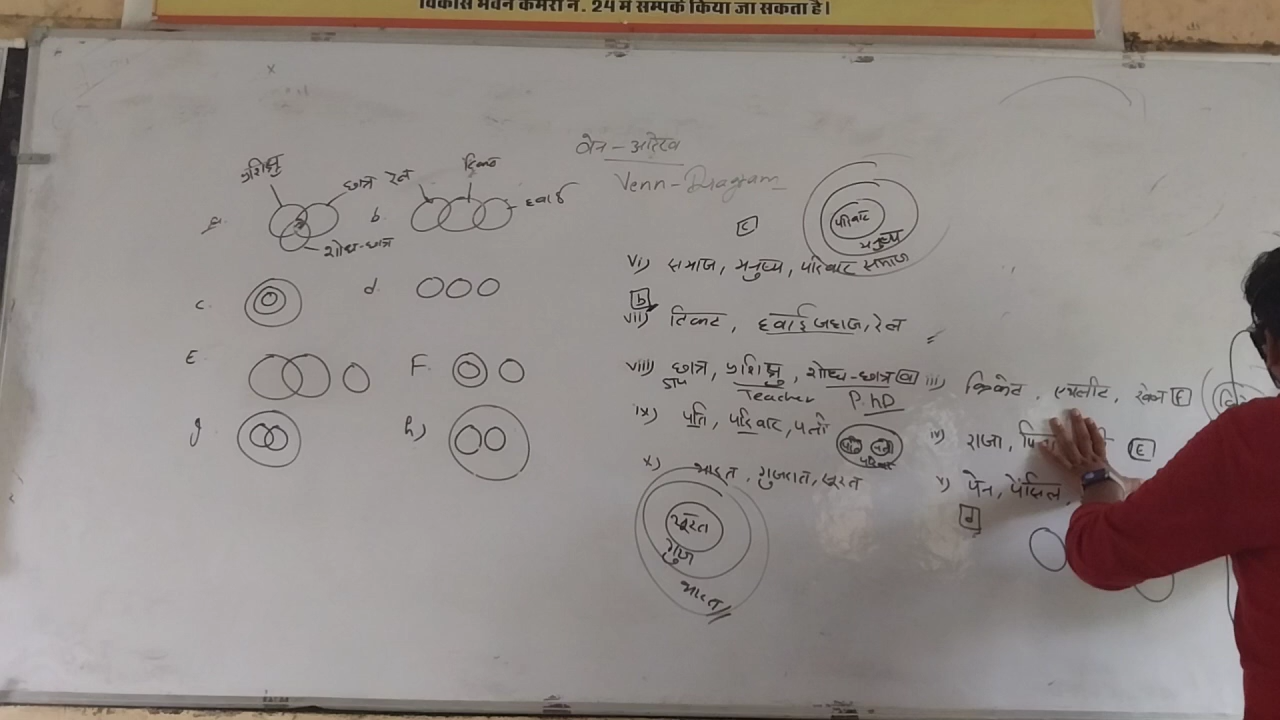 विकास भवन कमरा नं. 24 में सम्पर्क किया जा सकता है।
वेन-आरेख
Venn-Diagram
प्रशिक्षु
छात्र
शोध-छात्र
b.
रेल
टिकट
हवाई
c.
d.
E.
F.
g
h)
C
परिवार
मनुष्य
समाज
vi) समाज, मनुष्य, परिवार
b
vii) टिकट, हवाई जहाज, रेल
viii) छात्र, प्रशिक्षु, शोध-छात्र a
Teacher
P.hD
ix) पति, परिवार, पत्नी
परिवार
x) भारत, गुजरात, सूरत
सूरत
गुज
भारत
iii) क्रिकेट, एथलीट, खेल E
iv) राजा,
E
v) पेन, पेंसिल,
d